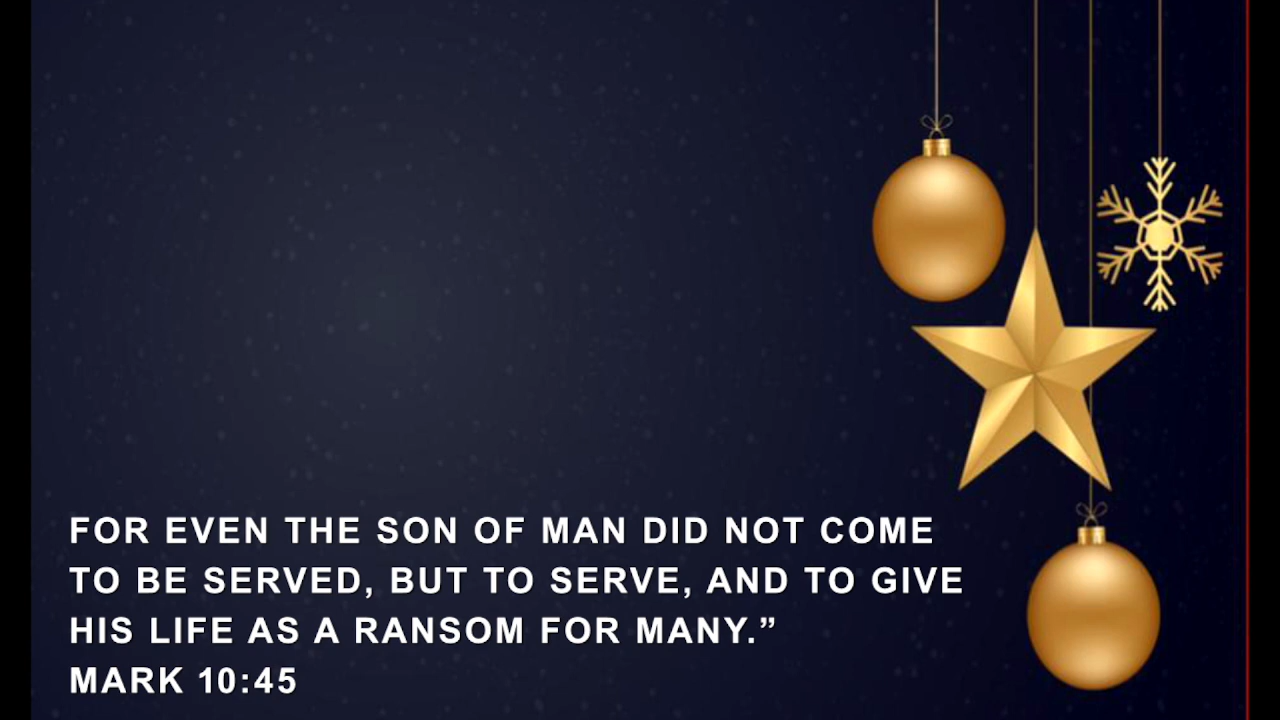 FOR EVEN THE SON OF MAN DID NOT COME
TO BE SERVED, BUT TO SERVE, AND TO GIVE
HIS LIFE AS A RANSOM FOR MANY.”
MARK 10:45